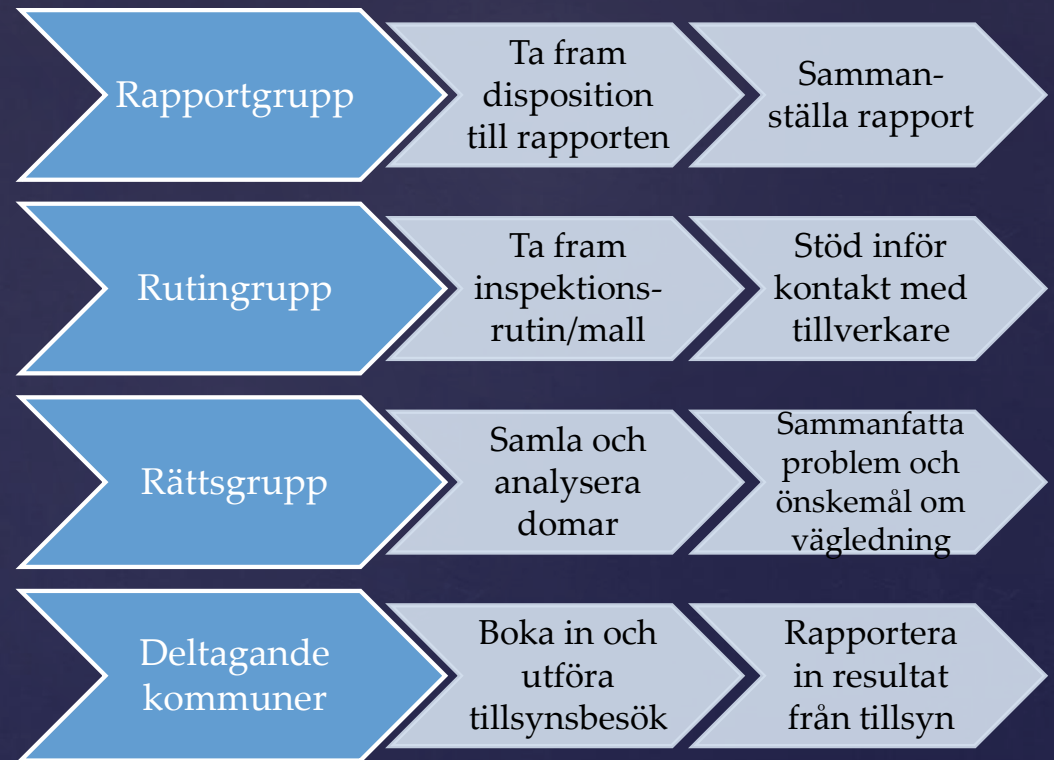 Rapportgrupp
Ta fram
disposition
till rapporten
Samman-
ställa rapport
Rutingrupp
Ta fram
inspektions-
rutin/mall
Stöd inför
kontakt med
tillverkare
Rättsgrupp
Samla och
analysera
domar
Sammanfatta
problem och
önskemål om
vägledning
Deltagande
kommuner
Boka in och
utföra
tillsynsbesök
Rapportera
in resultat
från tillsyn